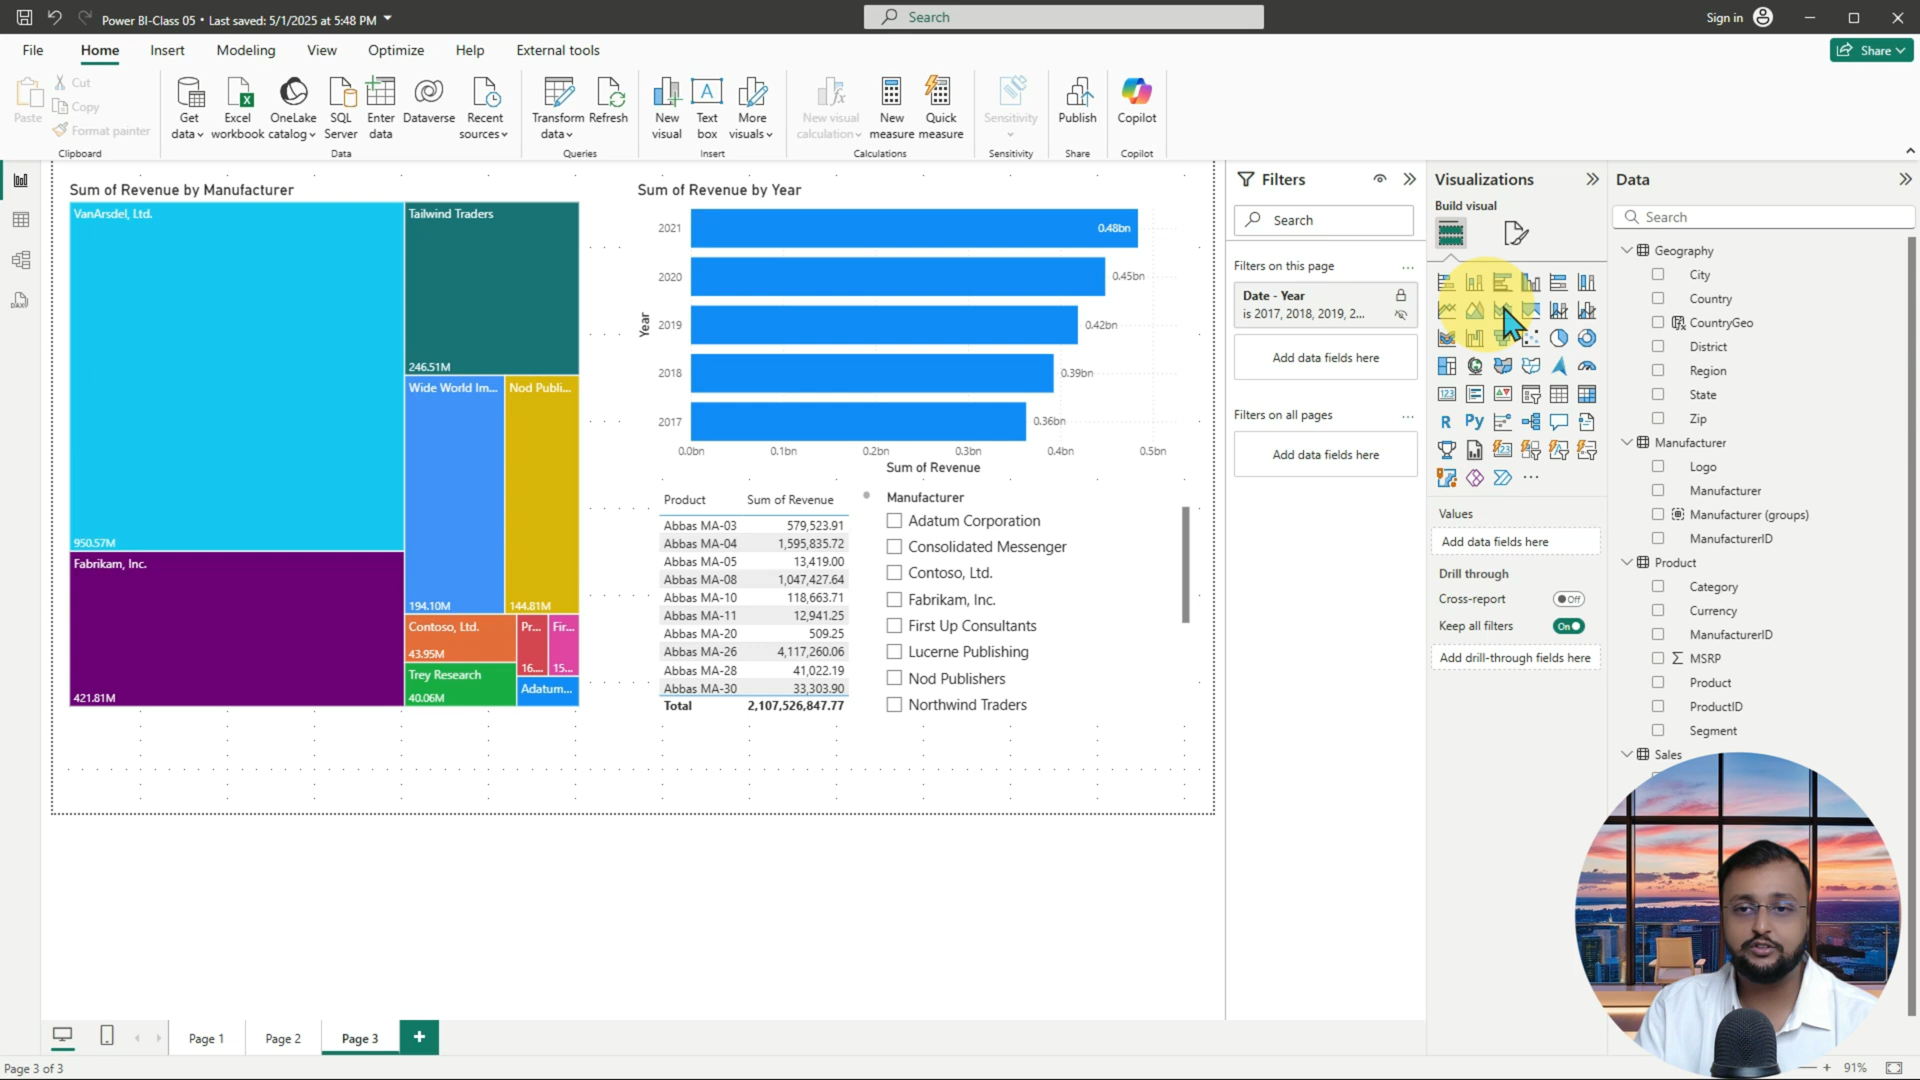 Power BI-Class 05 • Last saved: 5/1/2025 at 5:48 PM
Search
Sign in
File
Home
Insert
Modeling
View
Optimize
Help
External tools
Share
Paste
Cut
Copy
Format painter
Clipboard
Get data
Excel workbook
OneLake catalog
SQL Server
Enter data
Dataverse
Recent sources
Data
Transform data
Refresh
Queries
New visual
Text box
More visuals
Insert
New visual calculation
New measure
Quick measure
Calculations
Sensitivity
Sensitivity
Publish
Share
Copilot
Copilot
Sum of Revenue by Manufacturer
VanArsdel, Ltd.
950.57M
Fabrikam, Inc.
421.81M
Tailwind Traders
246.51M
Wide World Im...
194.10M
Nod Publi...
144.81M
Contoso, Ltd.
43.95M
Pr...
16....
Fir...
15....
Trey Research
40.06M
Adatum...
Sum of Revenue by Year
Year
2021
0.48bn
2020
0.45bn
2019
0.42bn
2018
0.39bn
2017
0.36bn
0.0bn
0.1bn
0.2bn
0.3bn
0.4bn
0.5bn
Sum of Revenue
Product Sum of Revenue
Abbas MA-03 579,523.91
Abbas MA-04 1,595,835.72
Abbas MA-05 13,419.00
Abbas MA-08 1,047,427.64
Abbas MA-10 118,663.71
Abbas MA-11 12,941.25
Abbas MA-20 509.25
Abbas MA-26 4,117,260.06
Abbas MA-28 41,022.19
Abbas MA-30 33,303.90
Total 2,107,526,847.77
Manufacturer
Adatum Corporation
Consolidated Messenger
Contoso, Ltd.
Fabrikam, Inc.
First Up Consultants
Lucerne Publishing
Nod Publishers
Northwind Traders
Filters
Search
Filters on this page
...
Date - Year
is 2017, 2018, 2019, 2...
Add data fields here
Filters on all pages
...
Add data fields here
Visualizations
Build visual
123
R
Py
123
...
Values
Add data fields here
Drill through
Cross-report
Off
Keep all filters
On
Add drill-through fields here
Data
Search
Geography
City
Country
CountryGeo
District
Region
State
Zip
Manufacturer
Logo
Manufacturer
Manufacturer (groups)
ManufacturerID
Product
Category
Currency
ManufacturerID
MSRP
Product
ProductID
Segment
Sales
Page 1
Page 2
Page 3
+
Page 3 of 3
+
91%